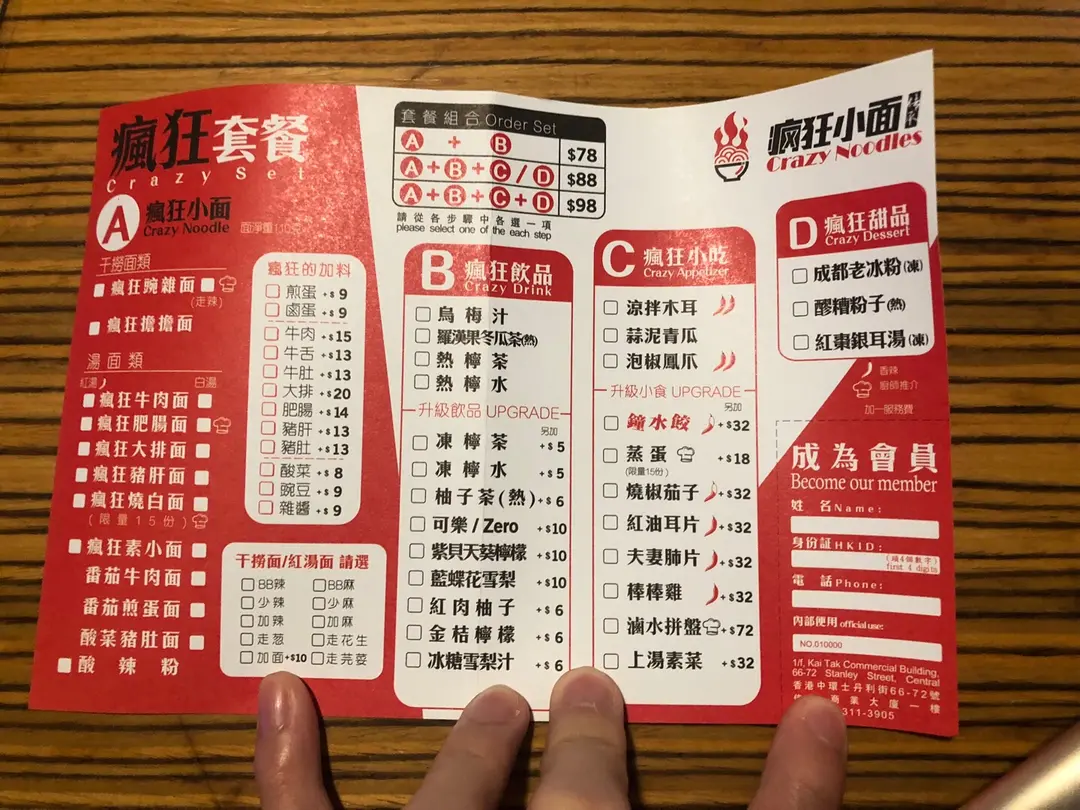 瘋狂套餐
Crazy Set
A 瘋狂小面
Crazy Noodle
面淨重110
干撈面類
瘋狂豌雜面
(走辣)
瘋狂擔擔面
湯面類
紅湯 白湯
瘋狂牛肉面
瘋狂肥腸面
瘋狂大排面
瘋狂豬肝面
瘋狂燒白面
(限量15份)
瘋狂素小面
番茄牛肉面
番茄煎蛋面
酸菜豬肚面
酸辣粉
瘋狂的加料
煎蛋 +$9
鹵蛋 +$9
牛肉 +$15
牛舌 +$13
牛肚 +$13
大排 +$20
肥腸 +$14
豬肝 +$13
豬肚 +$13
酸菜 +$8
豌豆 +$9
雜醬 +$9
干撈面/紅湯面 請選
BB辣 BB麻
少辣 少麻
加辣 加麻
走葱 走花生
加面+$10 走芫荽
套餐組合 Order Set
A + B $78
A+B+C/D $88
A+B+C+D $98
請從各步驟中各選一項
please select one of the each step
B 瘋狂飲品
Crazy Drink
烏梅汁
羅漢果冬瓜茶(熱)
熱檸茶
熱檸水
升級飲品 UPGRADE
另加
凍檸茶 +$5
凍檸水 +$5
柚子茶(熱) +$6
可樂/Zero +$10
紫貝天葵檸檬 +$10
藍蝶花雪梨 +$10
紅肉柚子 +$6
金桔檸檬 +$6
冰糖雪梨汁 +$6
C 瘋狂小吃
Crazy Appetizer
涼拌木耳
蒜泥青瓜
泡椒鳳爪
升級小食 UPGRADE
另加
鐘水餃 +$32
蒸蛋 +$18
(限量15份)
燒椒茄子 +$32
紅油耳片 +$32
夫妻肺片 +$32
棒棒雞 +$32
滷水拼盤 +$72
上湯素菜 +$32
疯狂小面
Crazy Noodles
D 瘋狂甜品
Crazy Dessert
成都老冰粉(凍)
醪糟粉子(熱)
紅棗銀耳湯(凍)
香辣
廚師推介
加一服務費
成為會員
Become our member
姓 名Name:
身份証HKID:
(頭4個數字)
first 4 digits
電 話Phone:
內部使用 official use:
NO.010000
1/f, Kai Tak Commercial Building,
66-72 Stanley Street, Central
香港中環士丹利街66-72號
商業大廈一樓
311-3905